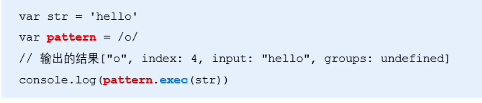 var str = 'hello'
var pattern = /o/
// 输出的结果["o", index: 4, input: "hello", groups: undefined]
console.log(pattern.exec(str))